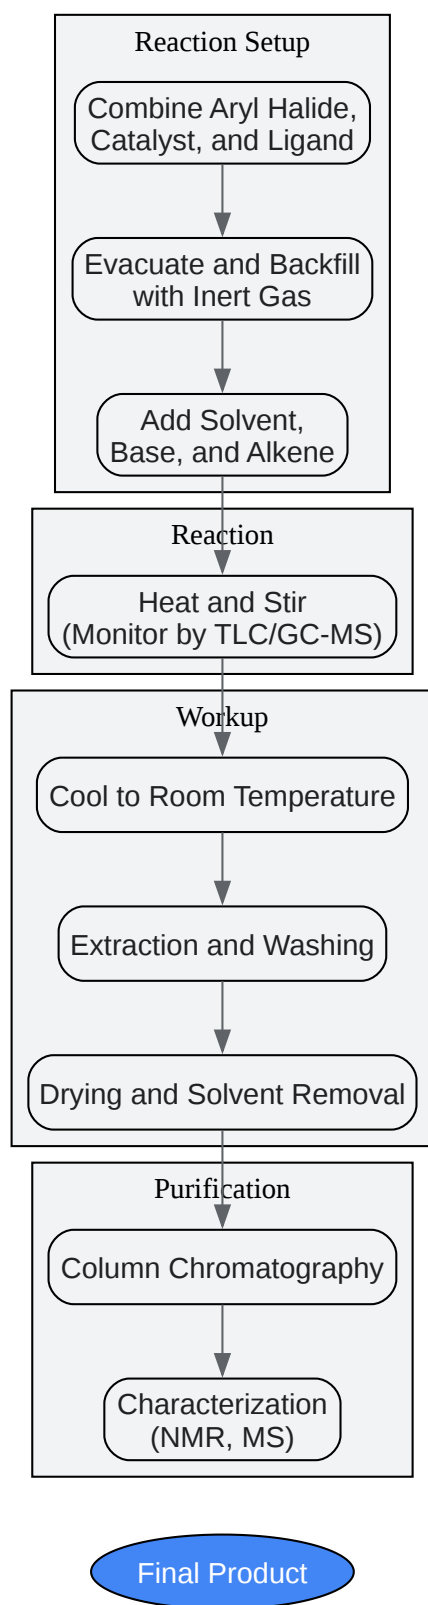 Reaction Setup
Combine Aryl Halide,
Catalyst, and Ligand
Evacuate and Backfill
with Inert Gas
Add Solvent,
Base, and Alkene
Reaction
Heat and Stir
(Monitor by TLC/GC-MS)
Workup
Cool to Room Temperature
Extraction and Washing
Drying and Solvent Removal
Purification
Column Chromatography
Characterization
(NMR, MS)
Final Product